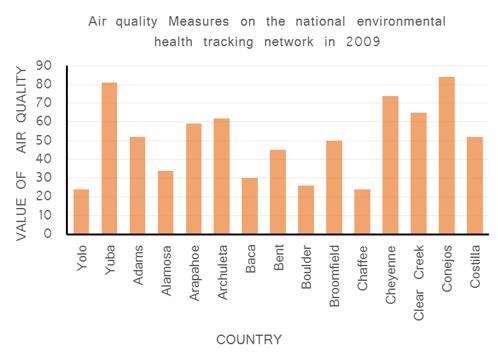 Air quality Measures on the national environmental
health tracking network in 2009
VALUE OF AIR QUALITY
90
80
70
60
50
40
30
20
10
0
Yolo
Yuba
Adams
Alamosa
Arapahoe
Archuleta
Baca
Bent
Boulder
Broomfield
Chaffee
Cheyenne
Clear Creek
Conejos
Costilla
COUNTRY